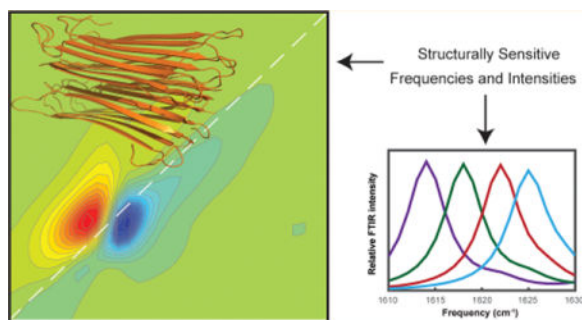 Structurally Sensitive
Frequencies and Intensities
Relative FTIR intensity
1610 1615 1620 1625 1630
Frequency (cm⁻¹)